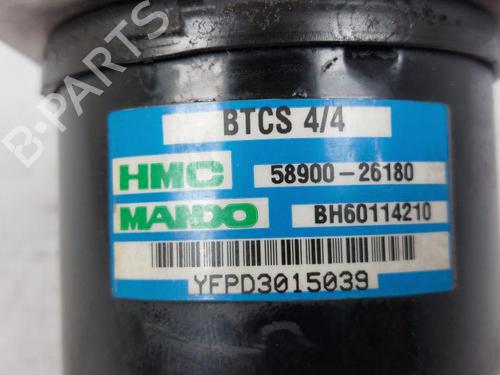 BTCS 4/4
HMC 58900-26180
MANDO BH60114210
YFPD3015039
B-PARTS